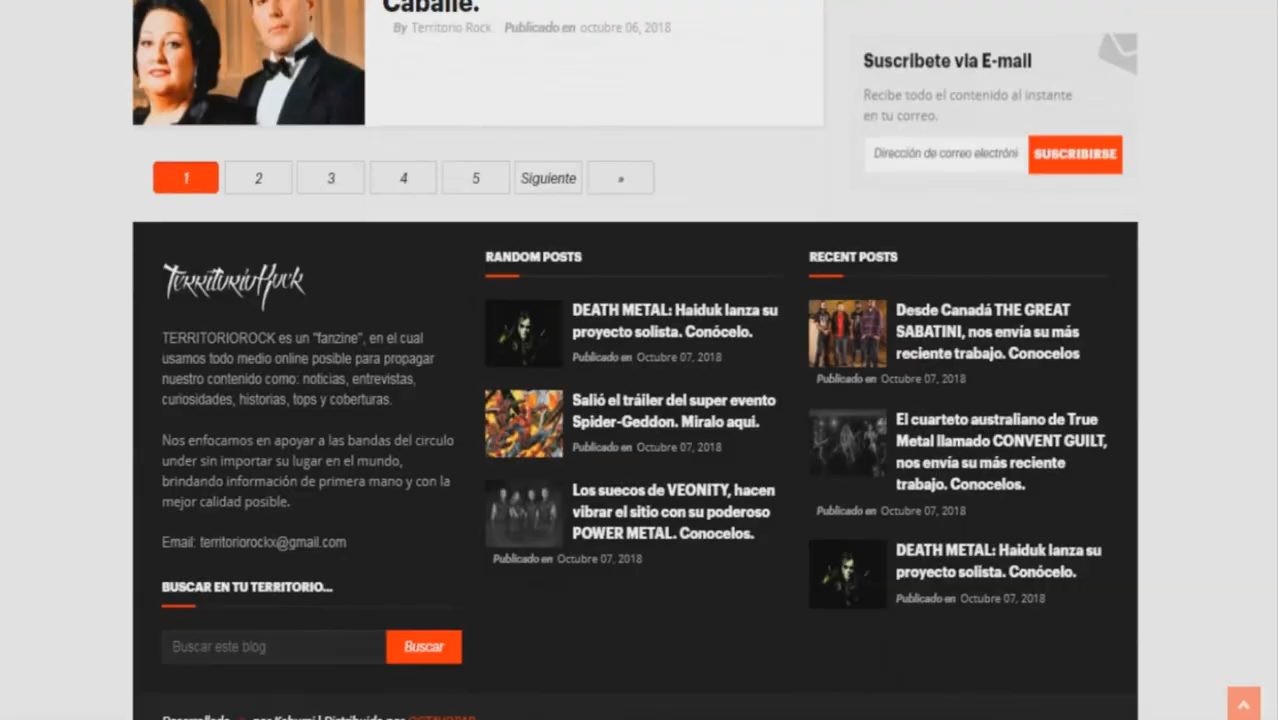 Caballé.
By Territorio Rock Publicado en octubre 06, 2018
Suscribete via E-mail
Recibe todo el contenido al instante
en tu correo.
Dirección de correo electróni SUSCRIBIRSE
1 2 3 4 5 Siguiente »
TerritorioRock
TERRITORIOROCK es un "fanzine", en el cual
usamos todo medio online posible para propagar
nuestro contenido como: noticias, entrevistas,
curiosidades, historias, tops y coberturas.
Nos enfocamos en apoyar a las bandas del circulo
under sin importar su lugar en el mundo,
brindando información de primera mano y con la
mejor calidad posible.
Email: territoriorockx@gmail.com
BUSCAR EN TU TERRITORIO...
Buscar este blog Buscar
RANDOM POSTS
DEATH METAL: Haiduk lanza su
proyecto solista. Conócelo.
Publicado en Octubre 07, 2018
Salió el tráiler del super evento
Spider-Geddon. Miralo aqui.
Publicado en Octubre 07, 2018
Los suecos de VEONITY, hacen
vibrar el sitio con su poderoso
POWER METAL. Conocelos.
Publicado en Octubre 07, 2018
RECENT POSTS
Desde Canadá THE GREAT
SABATINI, nos envía su más
reciente trabajo. Conocelos
Publicado en Octubre 07, 2018
El cuarteto australiano de True
Metal llamado CONVENT GUILT,
nos envía su más reciente
trabajo. Conocelos.
Publicado en Octubre 07, 2018
DEATH METAL: Haiduk lanza su
proyecto solista. Conócelo.
Publicado en Octubre 07, 2018